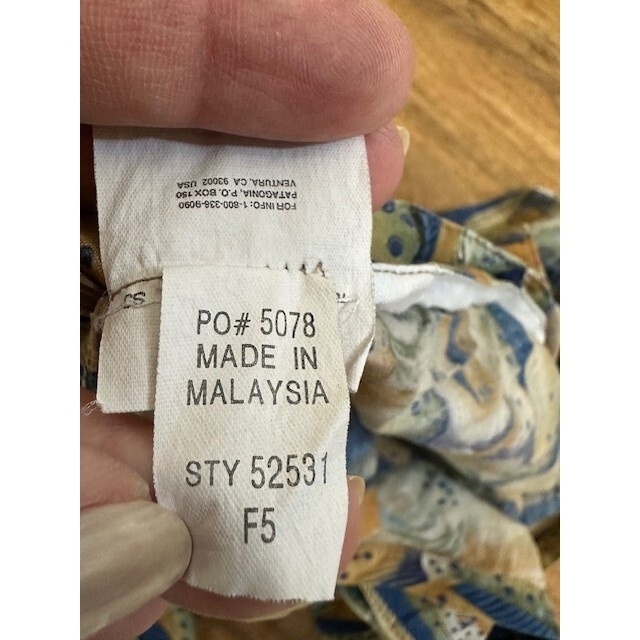 FOR INFO: 1-800-336-9090
PATAGONIA, P.O. BOX 150
VENTURA, CA 93002 USA
PO# 5078
MADE IN
MALAYSIA
STY 52531
F5